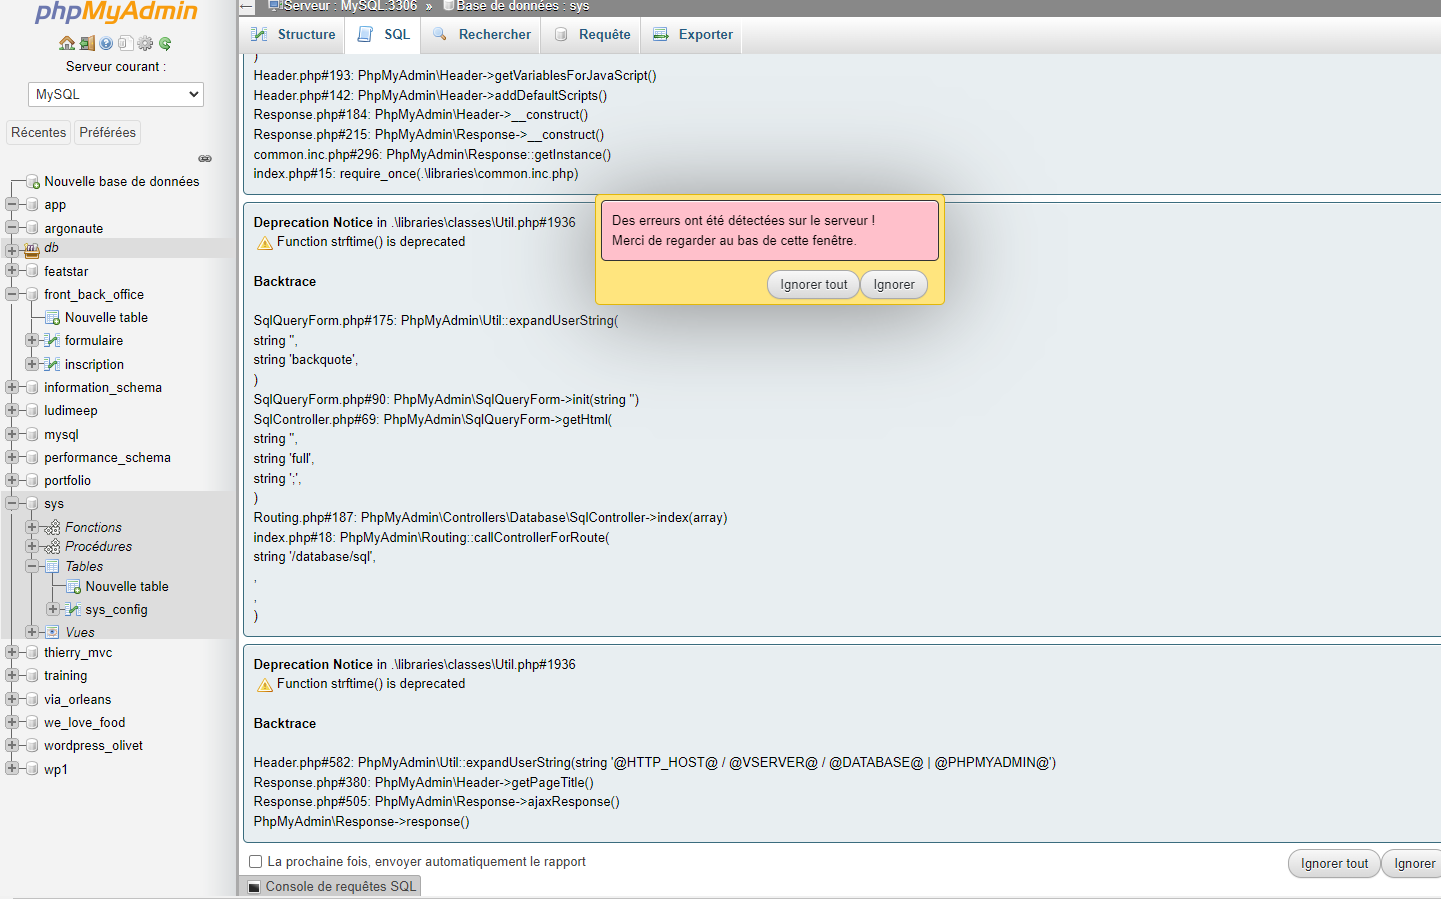 phpMyAdmin
Serveur courant :
MySQL
Récentes
Préférées
Nouvelle base de données
app
argonaute
db
featstar
front_back_office
Nouvelle table
formulaire
inscription
information_schema
ludimeep
mysql
performance_schema
portfolio
sys
Fonctions
Procédures
Tables
Nouvelle table
sys_config
Vues
thierry_mvc
training
via_orleans
we_love_food
wordpress_olivet
wp1
← Serveur : MySQL:3306 » Base de données : sys
Structure
SQL
Rechercher
Requête
Exporter
)
Header.php#193: PhpMyAdmin\Header->getVariablesForJavaScript()
Header.php#142: PhpMyAdmin\Header->addDefaultScripts()
Response.php#184: PhpMyAdmin\Header->__construct()
Response.php#215: PhpMyAdmin\Response->__construct()
common.inc.php#296: PhpMyAdmin\Response::getInstance()
index.php#15: require_once(.\libraries\common.inc.php)
Des erreurs ont été détectées sur le serveur !
Merci de regarder au bas de cette fenêtre.
Ignorer tout
Ignorer
Deprecation Notice in .\libraries\classes\Util.php#1936
Function strftime() is deprecated
Backtrace
SqlQueryForm.php#175: PhpMyAdmin\Util::expandUserString(
string '',
string 'backquote',
)
SqlQueryForm.php#90: PhpMyAdmin\SqlQueryForm->init(string '')
SqlController.php#69: PhpMyAdmin\SqlQueryForm->getHtml(
string '',
string 'full',
string ';',
)
Routing.php#187: PhpMyAdmin\Controllers\Database\SqlController->index(array)
index.php#18: PhpMyAdmin\Routing::callControllerForRoute(
string '/database/sql',
,
,
)
Deprecation Notice in .\libraries\classes\Util.php#1936
Function strftime() is deprecated
Backtrace
Header.php#582: PhpMyAdmin\Util::expandUserString(string '@HTTP_HOST@ / @VSERVER@ / @DATABASE@ | @PHPMYADMIN@')
Response.php#380: PhpMyAdmin\Header->getPageTitle()
Response.php#505: PhpMyAdmin\Response->ajaxResponse()
PhpMyAdmin\Response->response()
La prochaine fois, envoyer automatiquement le rapport
Ignorer tout
Ignorer
Console de requêtes SQL